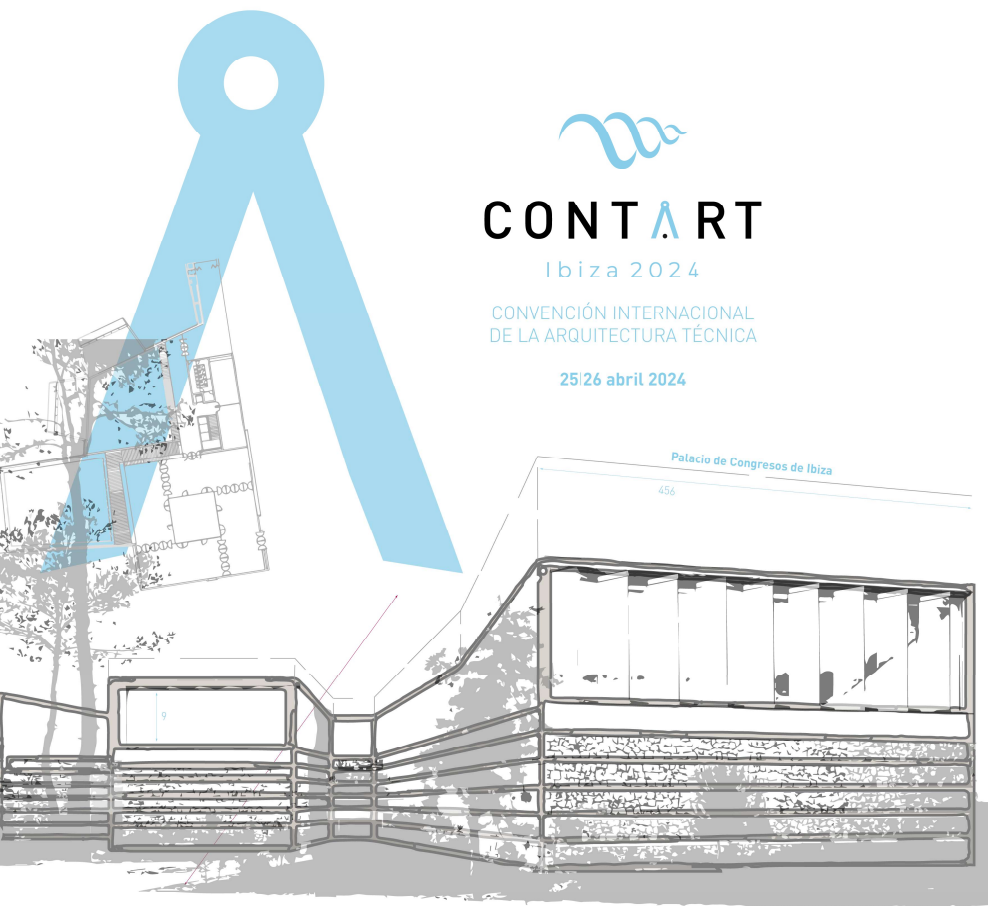 CONTART
Ibiza 2024
CONVENCIÓN INTERNACIONAL
DE LA ARQUITECTURA TÉCNICA
25|26 abril 2024
Palacio de Congresos de Ibiza
456
9